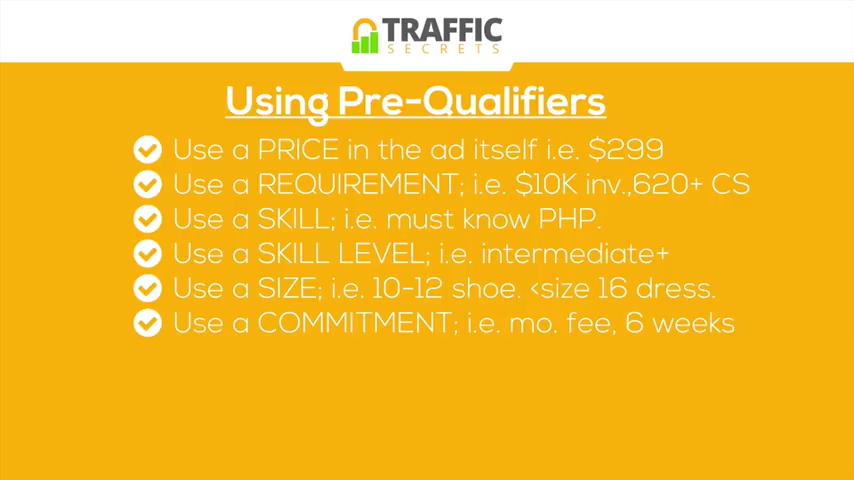 TRAFFIC
SECRETS
Using Pre-Qualifiers
Use a PRICE in the ad itself i.e. $299
Use a REQUIREMENT; i.e. $10K inv.,620+ CS
Use a SKILL; i.e. must know PHP.
Use a SKILL LEVEL; i.e. intermediate+
Use a SIZE; i.e. 10-12 shoe. <size 16 dress.
Use a COMMITMENT; i.e. mo. fee, 6 weeks